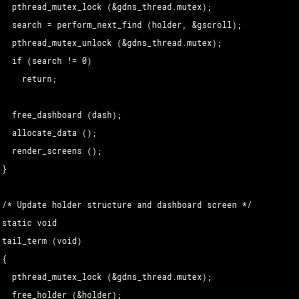 pthread_mutex_lock (&gdns_thread.mutex);
search = perform_next_find (holder, &gscroll);
pthread_mutex_unlock (&gdns_thread.mutex);
if (search != 0)
return;
free_dashboard (dash);
allocate_data ();
render_screens ();
}
/* Update holder structure and dashboard screen */
static void
tail_term (void)
{
pthread_mutex_lock (&gdns_thread.mutex);
free_holder (&holder);